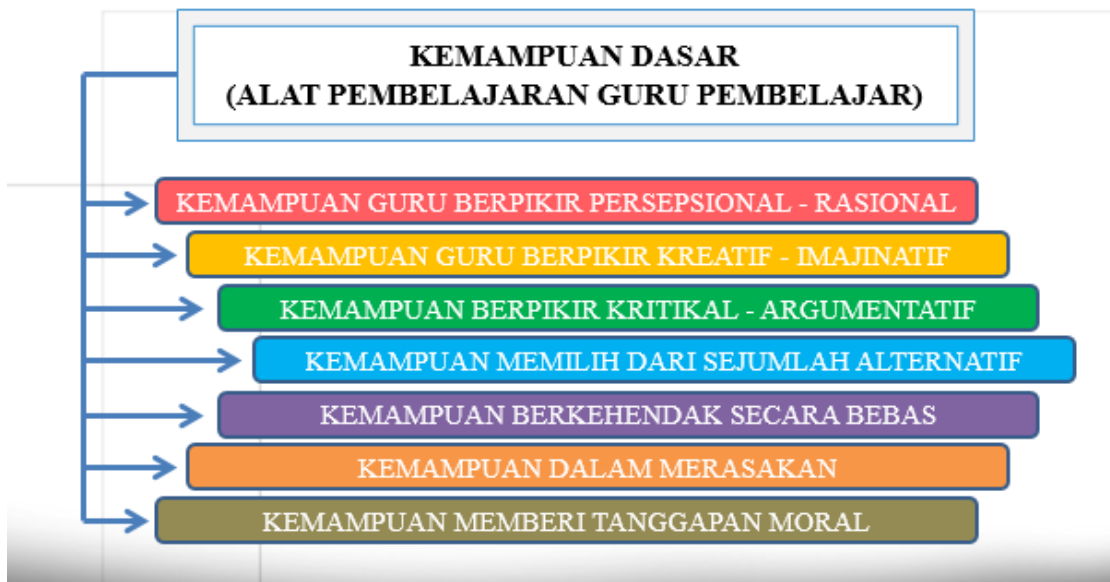 KEMAMPUAN DASAR
(ALAT PEMBELAJARAN GURU PEMBELAJAR)
KEMAMPUAN GURU BERPIKIR PERSEPSIONAL - RASIONAL
KEMAMPUAN GURU BERPIKIR KREATIF - IMAJINATIF
KEMAMPUAN BERPIKIR KRITIKAL - ARGUMENTATIF
KEMAMPUAN MEMILIH DARI SEJUMLAH ALTERNATIF
KEMAMPUAN BERKEHENDAK SECARA BEBAS
KEMAMPUAN DALAM MERASAKAN
KEMAMPUAN MEMBERI TANGGAPAN MORAL